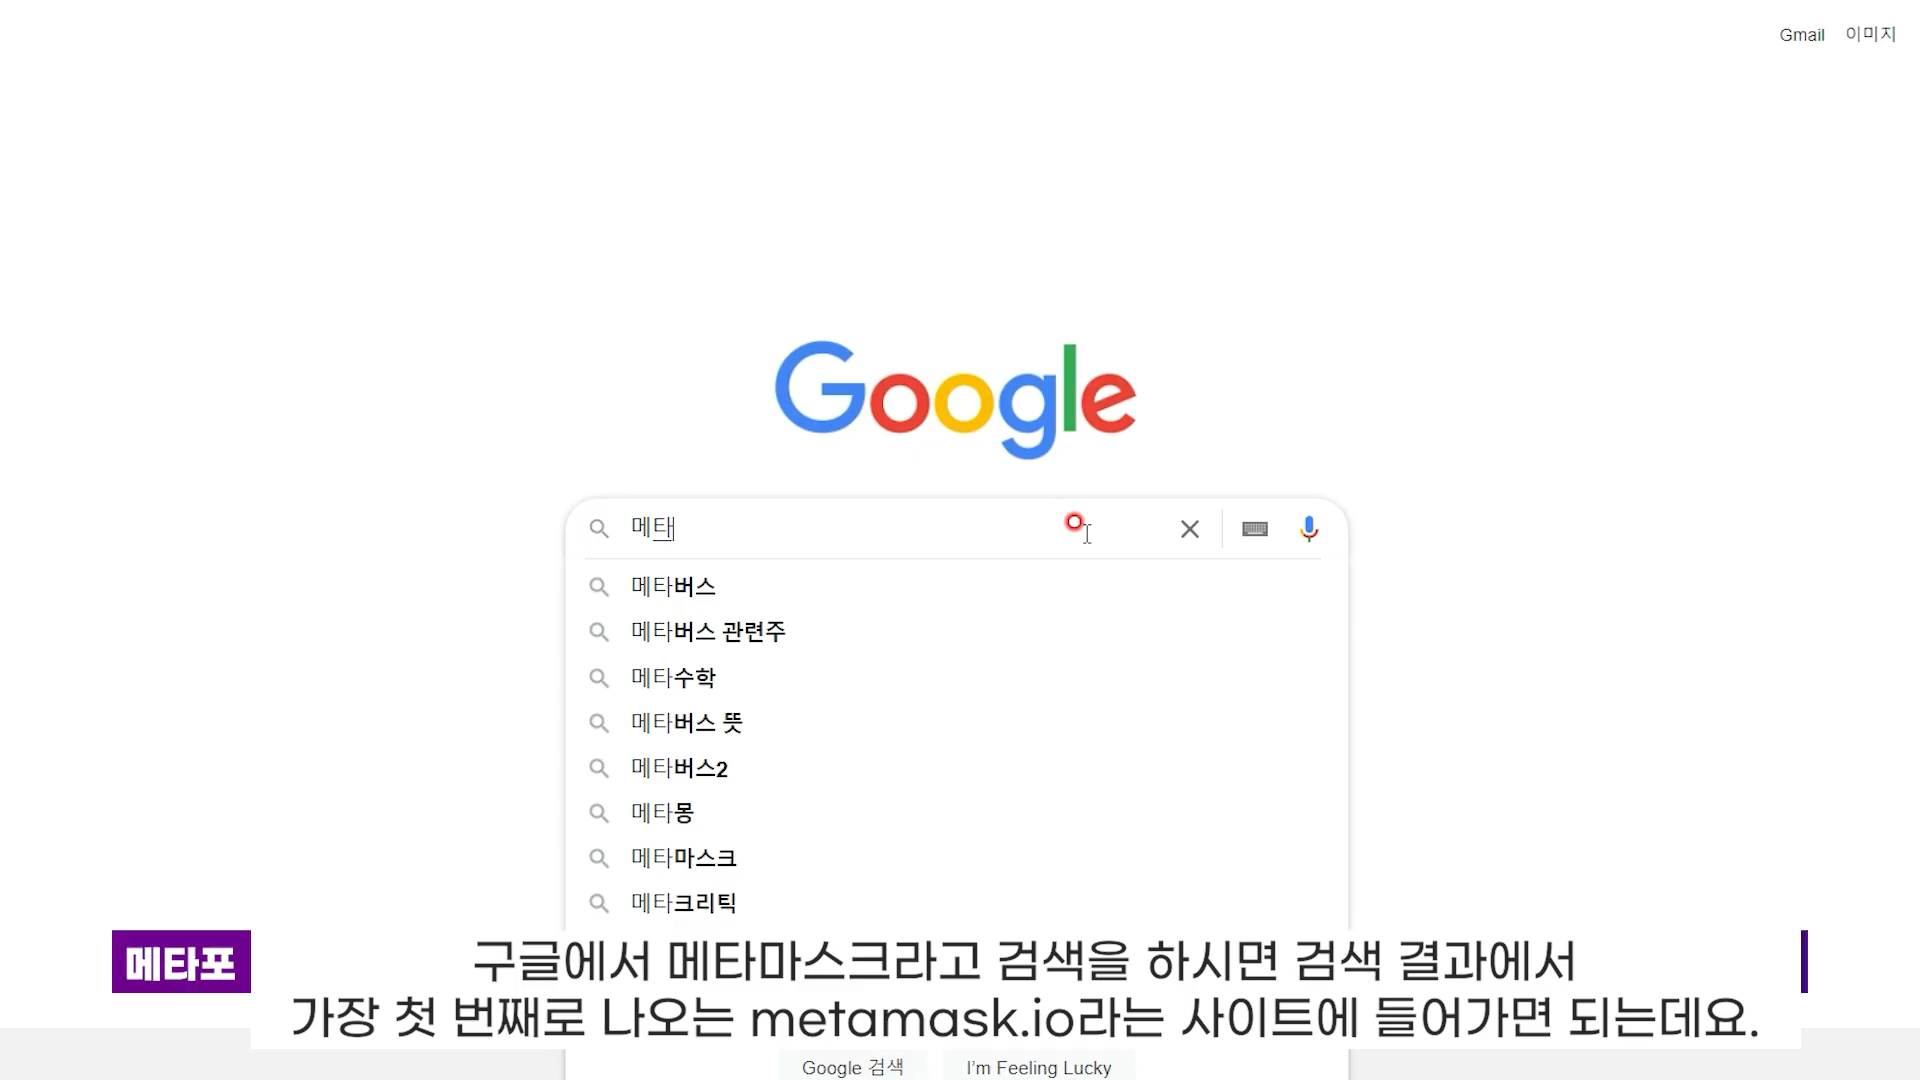 Gmail 이미지
Google
메태
메타버스
메타버스 관련주
메타수학
메타버스 뜻
메타버스2
메타몽
메타마스크
메타크리틱
메타포
구글에서 메타마스크라고 검색을 하시면 검색 결과에서
가장 첫 번째로 나오는 metamask.io라는 사이트에 들어가면 되는데요.
Google 검색 I'm Feeling Lucky